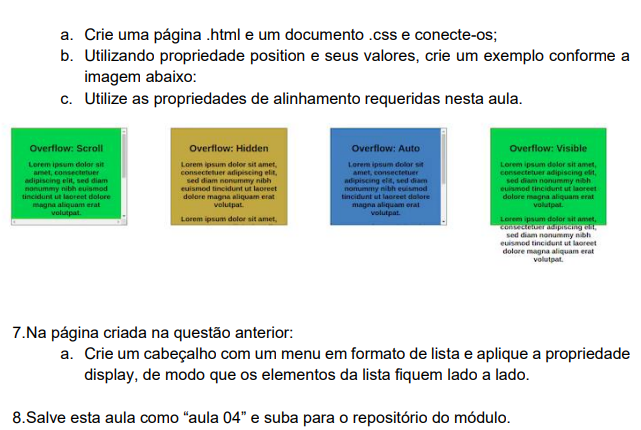 a. Crie uma página .html e um documento .css e conecte-os;
b. Utilizando propriedade position e seus valores, crie um exemplo conforme a
imagem abaixo:
c. Utilize as propriedades de alinhamento requeridas nesta aula.
Overflow: Scroll
Lorem ipsum dolor sit
amet, consectetuer
adipiscing elit, sed diam
nonummy nibh euismod
tincidunt ut laoreet dolore
magna aliquam erat
volutpat.
Overflow: Hidden
Lorem ipsum dolor sit amet,
consectetuer adipiscing elit,
sed diam nonummy nibh
euismod tincidunt ut laoreet
dolore magna aliquam erat
volutpat.
Lorem ipsum dolor sit amet,
Overflow: Auto
Lorem ipsum dolor sit
amet, consectetuer
adipiscing elit, sed diam
nonummy nibh euismod
tincidunt ut laoreet dolore
magna aliquam erat
volutpat.
Overflow: Visible
Lorem ipsum dolor sit amet,
consectetuer adipiscing elit,
sed diam nonummy nibh
euismod tincidunt ut laoreet
dolore magna aliquam erat
volutpat.
Lorem ipsum dolor sit amet,
consectetuer adipiscing elit,
sed diam nonummy nibh
euismod tincidunt ut laoreet
dolore magna aliquam erat
volutpat.
7.Na página criada na questão anterior:
a. Crie um cabeçalho com um menu em formato de lista e aplique a propriedade
display, de modo que os elementos da lista fiquem lado a lado.
8.Salve esta aula como “aula 04” e suba para o repositório do módulo.